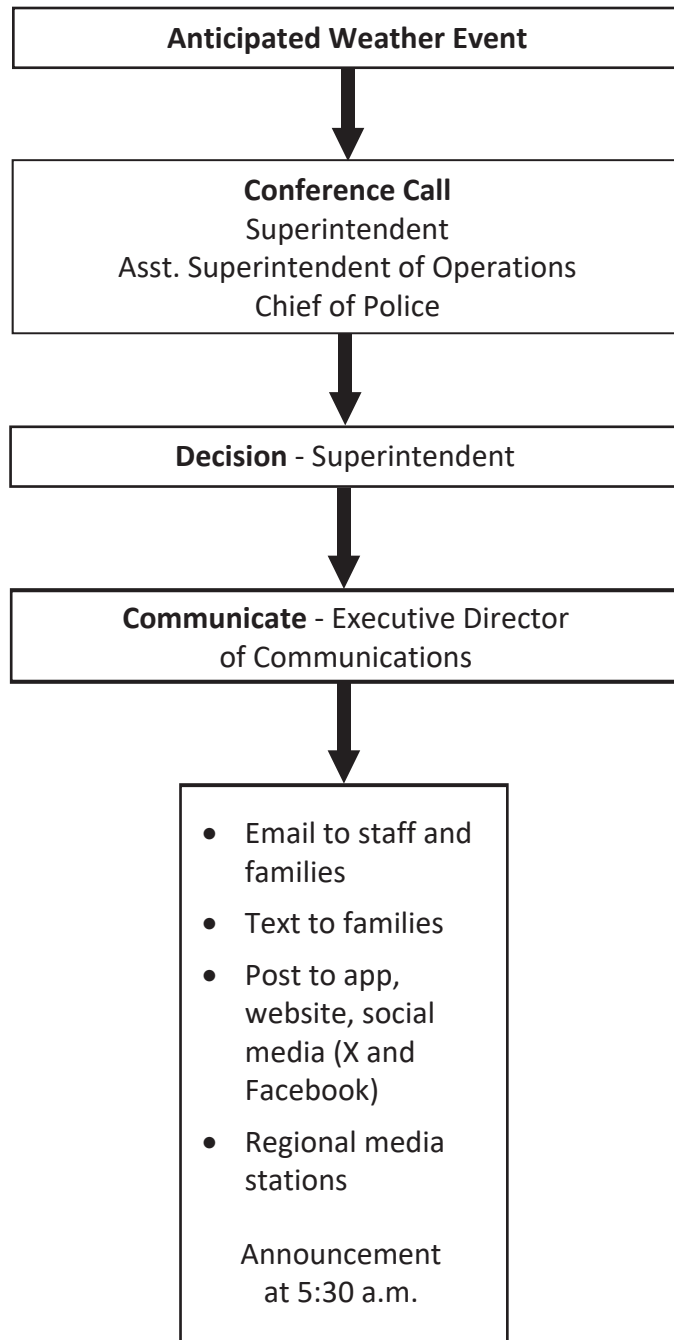 Anticipated Weather Event
Conference Call
Superintendent
Asst. Superintendent of Operations
Chief of Police
Decision - Superintendent
Communicate - Executive Director
of Communications
• Email to staff and
families
• Text to families
• Post to app,
website, social
media (X and
Facebook)
• Regional media
stations
Announcement
at 5:30 a.m.